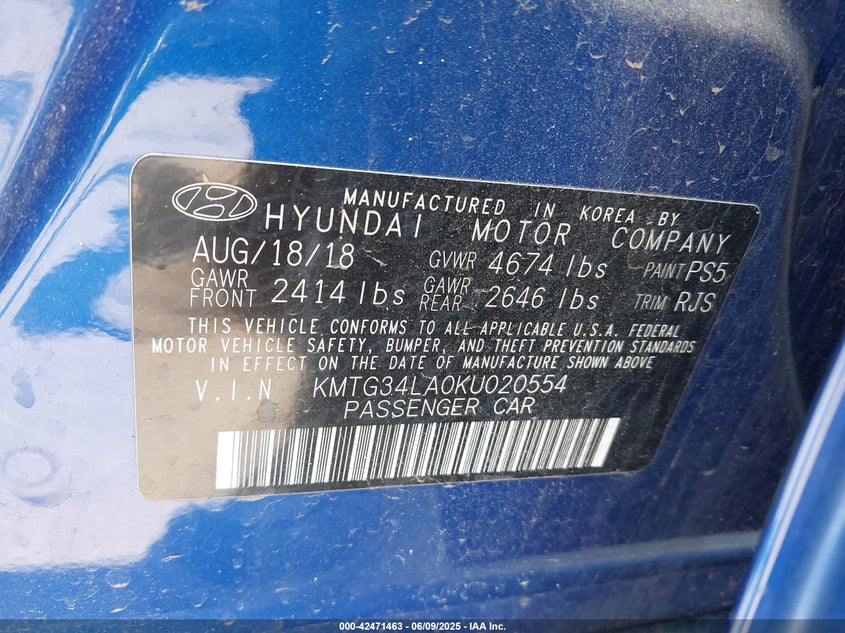 MANUFACTURED IN KOREA BY
HYUNDAI MOTOR COMPANY
AUG/18/18 GVWR 4674 lbs PAINT PS5
GAWR FRONT 2414 lbs GAWR REAR 2646 lbs TRIM RJS
THIS VEHICLE CONFORMS TO ALL APPLICABLE U.S.A. FEDERAL
MOTOR VEHICLE SAFETY, BUMPER, AND THEFT PREVENTION STANDARDS
IN EFFECT ON THE DATE OF MANUFACTURE SHOWN ABOVE
V.I.N KMTG34LA0KU020554
PASSENGER CAR
000-42471463 - 06/09/2025 - IAA Inc.